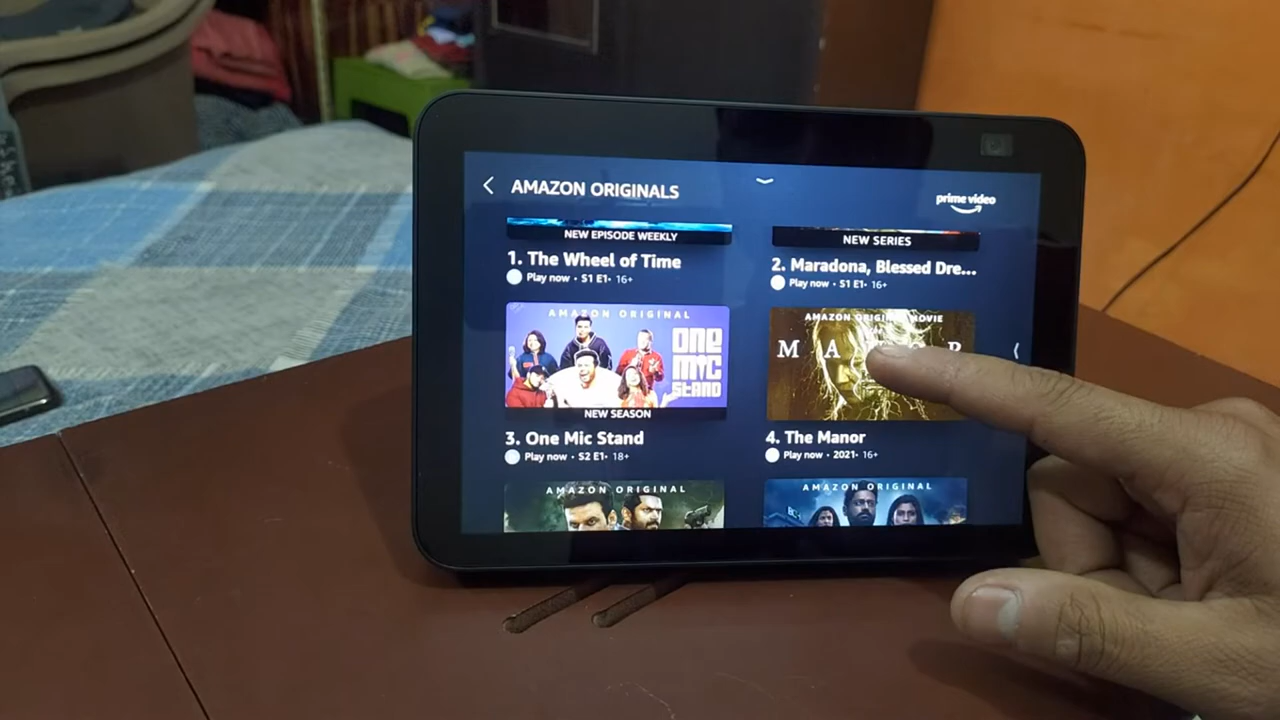 AMAZON ORIGINALS
prime video
NEW EPISODE WEEKLY
NEW SERIES
1. The Wheel of Time
Play now • S1 E1• 16+
2. Maradona, Blessed Dre...
Play now • S1 E1• 16+
AMAZON ORIGINAL
ONE
MIC
STAND
NEW SEASON
AMAZON ORIGINAL MOVIE
3. One Mic Stand
Play now • S2 E1• 18+
4. The Manor
Play now • 2021• 16+
AMAZON ORIGINAL
AMAZON ORIGINAL